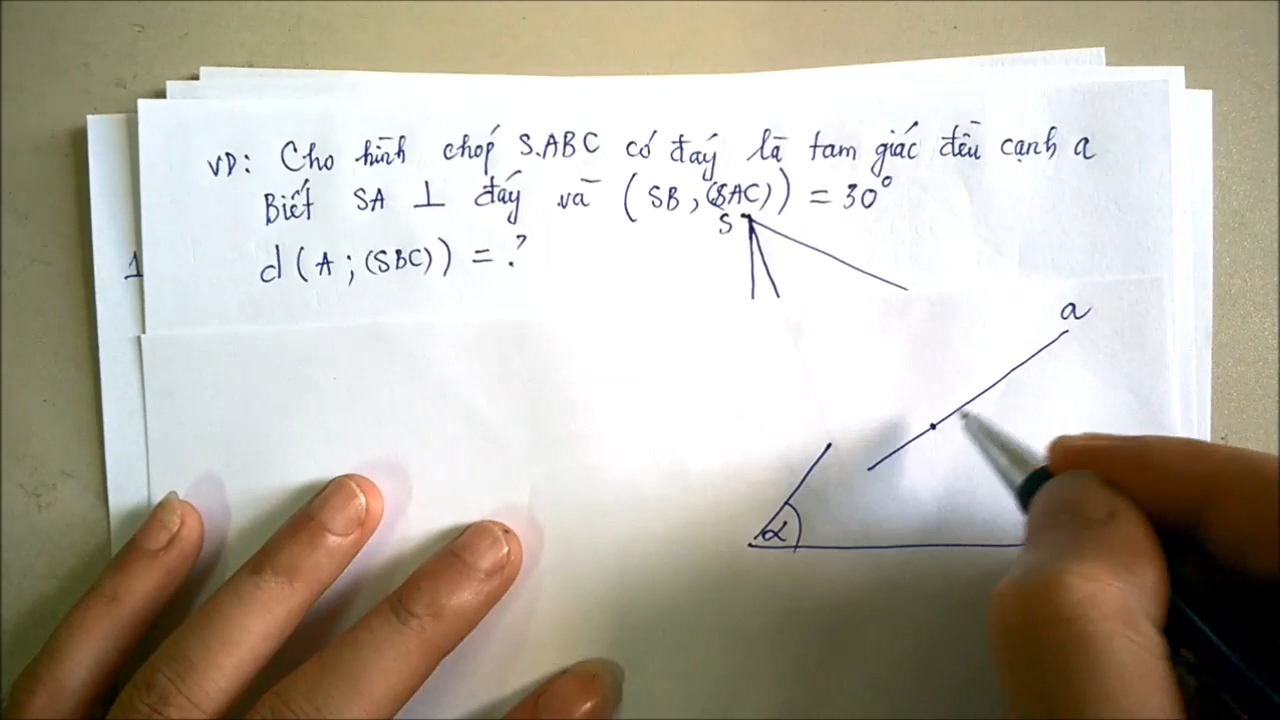 VD: Cho hình chóp S.ABC có đáy là tam giác đều cạnh a
Biết SA ⊥ đáy và (SB, (SAC)) = 30°
d(A; (SBC)) = ?
S
1
a
α